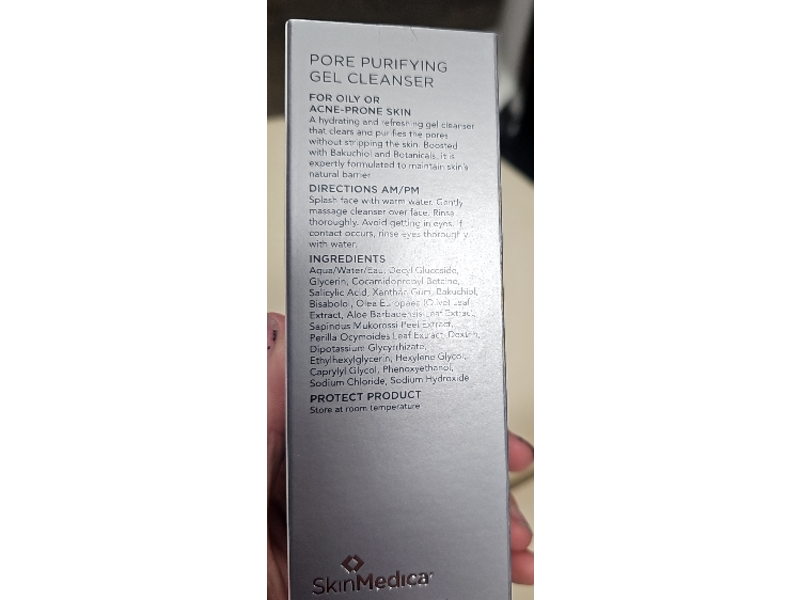 PORE PURIFYING
GEL CLEANSER
FOR OILY OR
ACNE-PRONE SKIN
A hydrating and refreshing gel cleanser
that clears and purifies the pores
without stripping the skin. Boosted
with Bakuchiol and Botanicals, it is
expertly formulated to maintain skin's
natural barrier
DIRECTIONS AM/PM
Splash face with warm water. Gently
massage cleanser over face. Rinse
thoroughly. Avoid getting in eyes. If
contact occurs, rinse eyes thoroughly
with water.
INGREDIENTS
Aqua/Water/Eau, Decyl Glucoside,
Glycerin, Cocamidopropyl Betaine,
Salicylic Acid, Xanthan Gum, Bakuchiol,
Bisabolol, Olea Europaea (Olive) Leaf
Extract, Aloe Barbadensis Leaf Extract,
Sapindus Mukorossi Peel Extract,
Perilla Ocymoides Leaf Extract, Dextrin,
Dipotassium Glycyrrhizate,
Ethylhexylglycerin, Hexylene Glycol,
Caprylyl Glycol, Phenoxyethanol,
Sodium Chloride, Sodium Hydroxide
PROTECT PRODUCT
Store at room temperature
SkinMedica